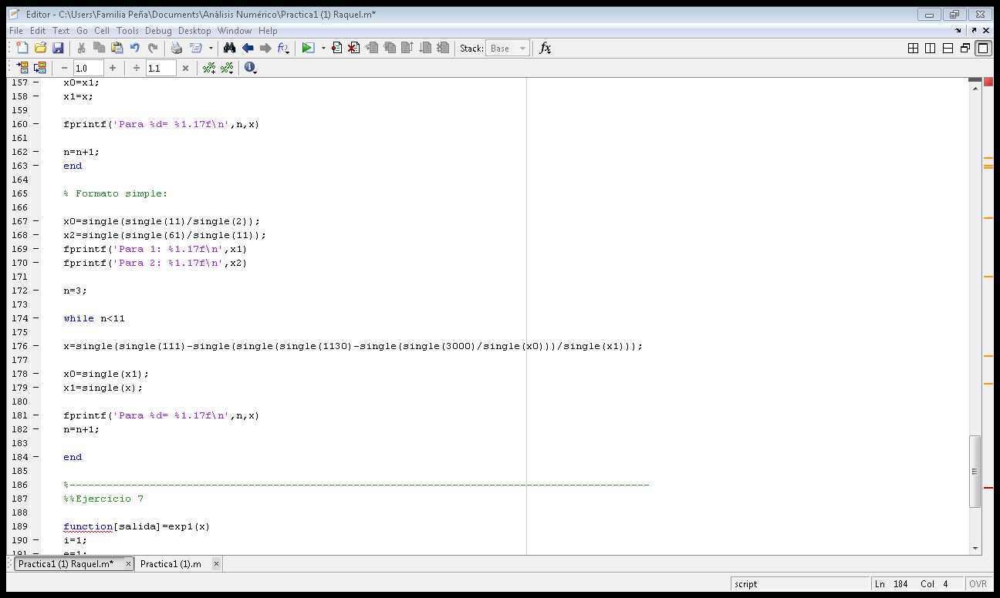 Editor - C:\Users\Familia Peña\Documents\Análisis Numérico\Practica1 (1) Raquel.m*
File Edit Text Go Cell Tools Debug Desktop Window Help
Stack: Base fx
− 1.0 + ÷ 1.1 ×
157 – x0=x1;
158 – x1=x;
159
160 – fprintf('Para %d= %1.17f\n',n,x)
161
162 – n=n+1;
163 – end
164
165 % Formato simple:
166
167 – x0=single(single(11)/single(2));
168 – x2=single(single(61)/single(11));
169 – fprintf('Para 1: %1.17f\n',x1)
170 – fprintf('Para 2: %1.17f\n',x2)
171
172 – n=3;
173
174 – while n<11
175
176 – x=single(single(111)-single(single(single(1130)-single(single(3000)/single(x0)))/single(x1)));
177
178 – x0=single(x1);
179 – x1=single(x);
180
181 – fprintf('Para %d= %1.17f\n',n,x)
182 – n=n+1;
183
184 – end
185
186 %----------------------------------------------------------------------------------------------
187 %%Ejercicio 7
188
189 function[salida]=exp1(x)
190 – i=1;
191 – e=1;
Practica1 (1) Raquel.m* × Practica1 (1).m ×
script Ln 184 Col 4 OVR